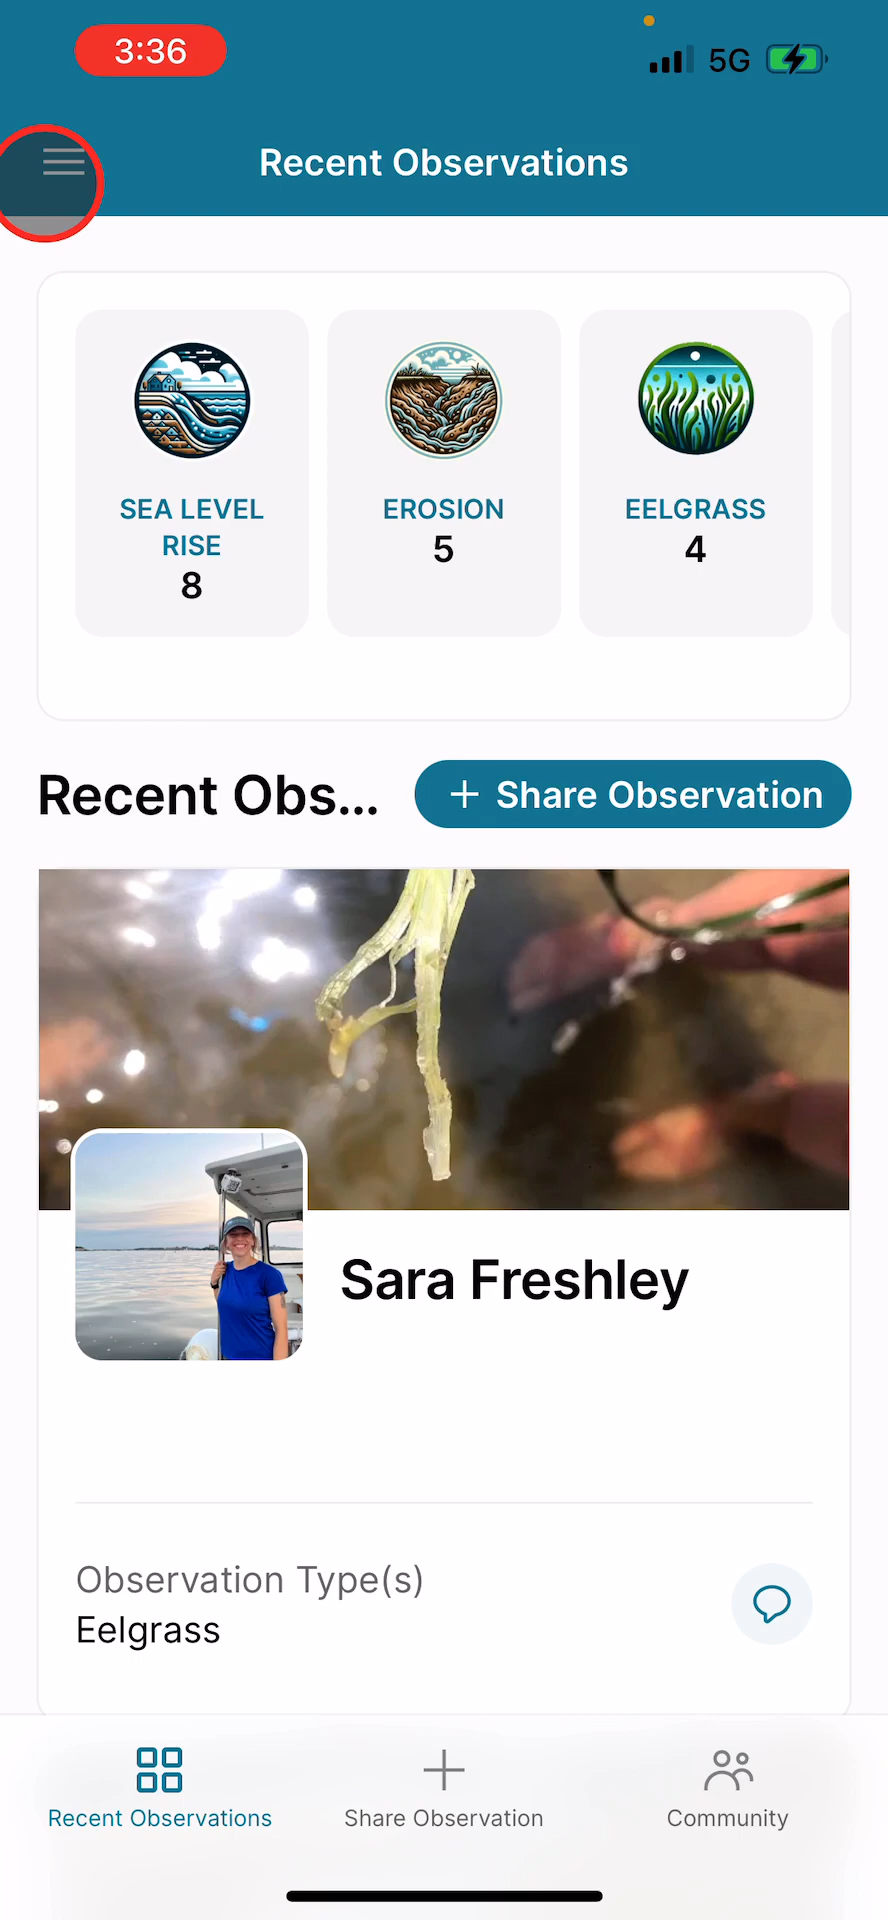 3:36
5G
Recent Observations
SEA LEVEL
RISE
8
EROSION
5
EELGRASS
4
Recent Obs...
+ Share Observation
Sara Freshley
Observation Type(s)
Eelgrass
Recent Observations
Share Observation
Community